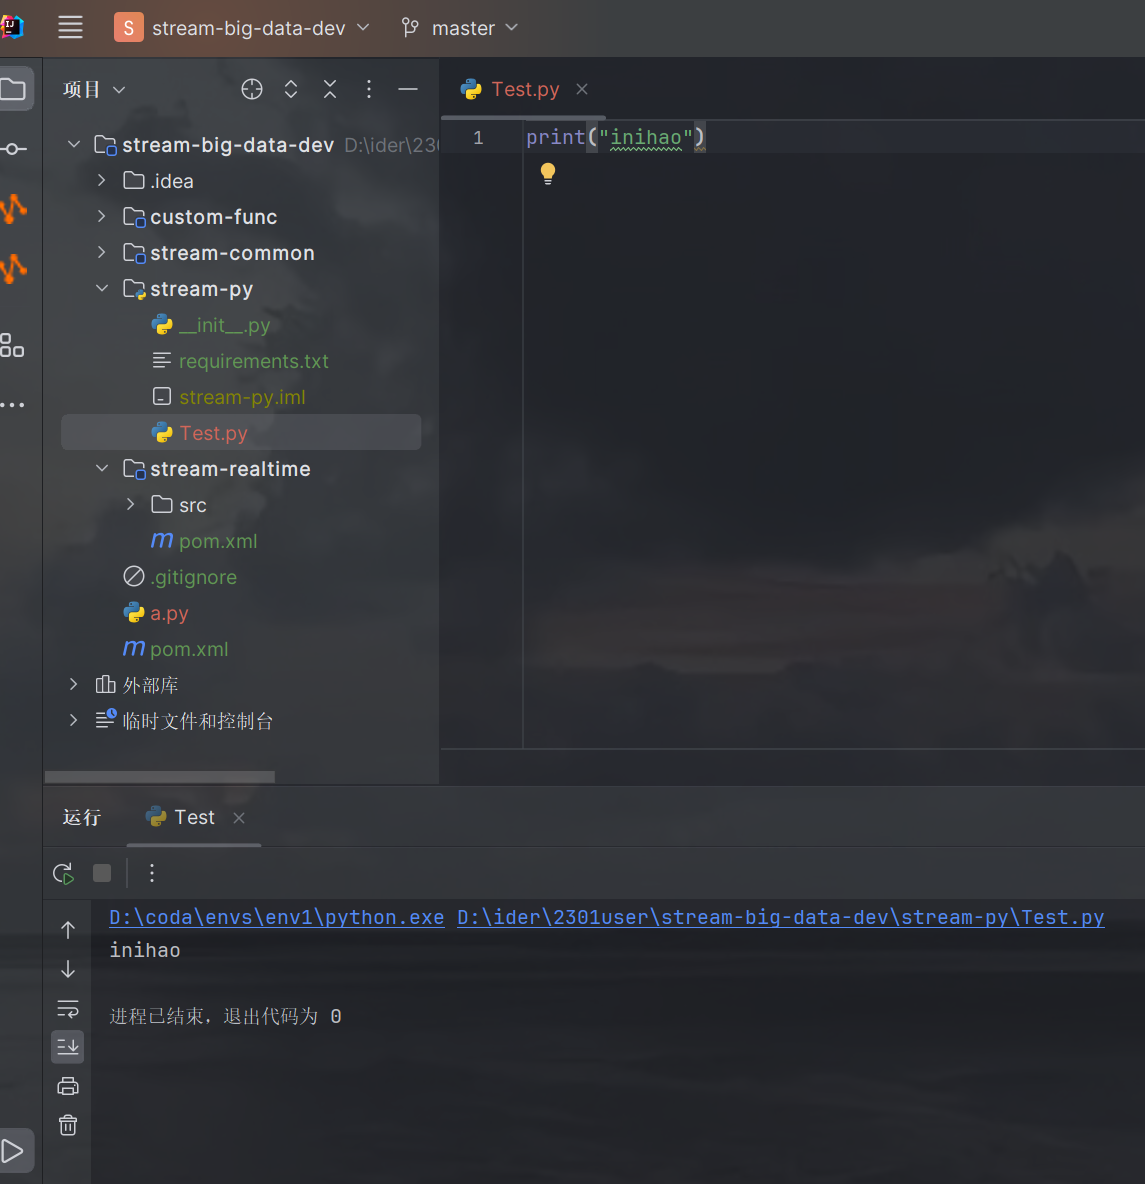 S stream-big-data-dev master
项目
Test.py
stream-big-data-dev D:\ider\230
.idea
custom-func
stream-common
stream-py
__init__.py
requirements.txt
stream-py.iml
Test.py
stream-realtime
src
m pom.xml
.gitignore
a.py
m pom.xml
外部库
临时文件和控制台
1 print("inihao")
运行 Test
D:\coda\envs\env1\python.exe D:\ider\2301user\stream-big-data-dev\stream-py\Test.py
inihao
进程已结束，退出代码为 0